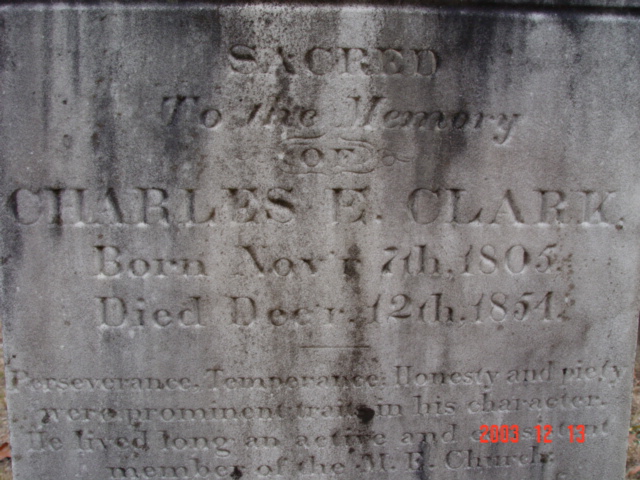 SACRED
To the Memory
OF
CHARLES E. CLARK.
Born Nov'r 7th, 1805.
Died Dec'r. 12th. 1851.
Perseverance, Temperance, Honesty and piety
were prominent traits in his character.
He lived long an active and consistent
member of the M. E. Church.
2003 12 13